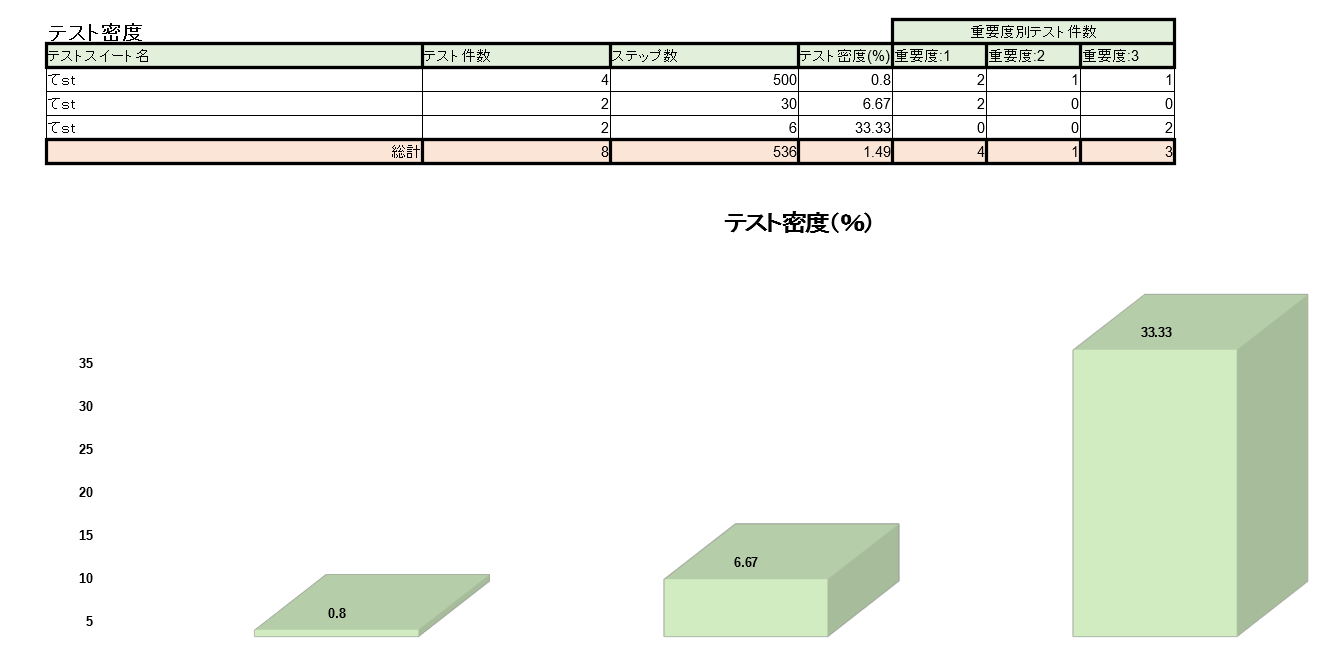 テスト密度
重要度別テスト件数
テストスイート名 テスト件数 ステップ数 テスト密度(%) 重要度:1 重要度:2 重要度:3
てst 4 500 0.8 2 1 1
てst 2 30 6.67 2 0 0
てst 2 6 33.33 0 0 2
総計 8 536 1.49 4 1 3
テスト密度(%)
33.33
35
30
25
20
15
6.67
10
0.8
5